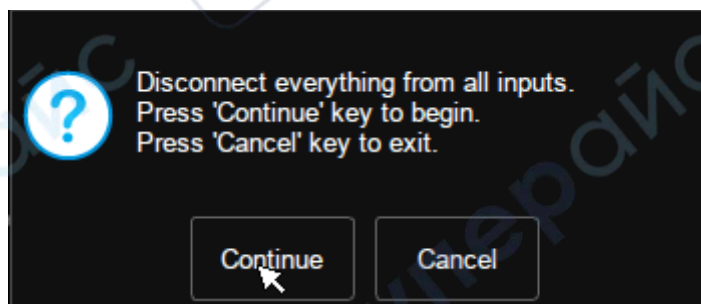 Disconnect everything from all inputs.
Press 'Continue' key to begin.
Press 'Cancel' key to exit.
Continue
Cancel